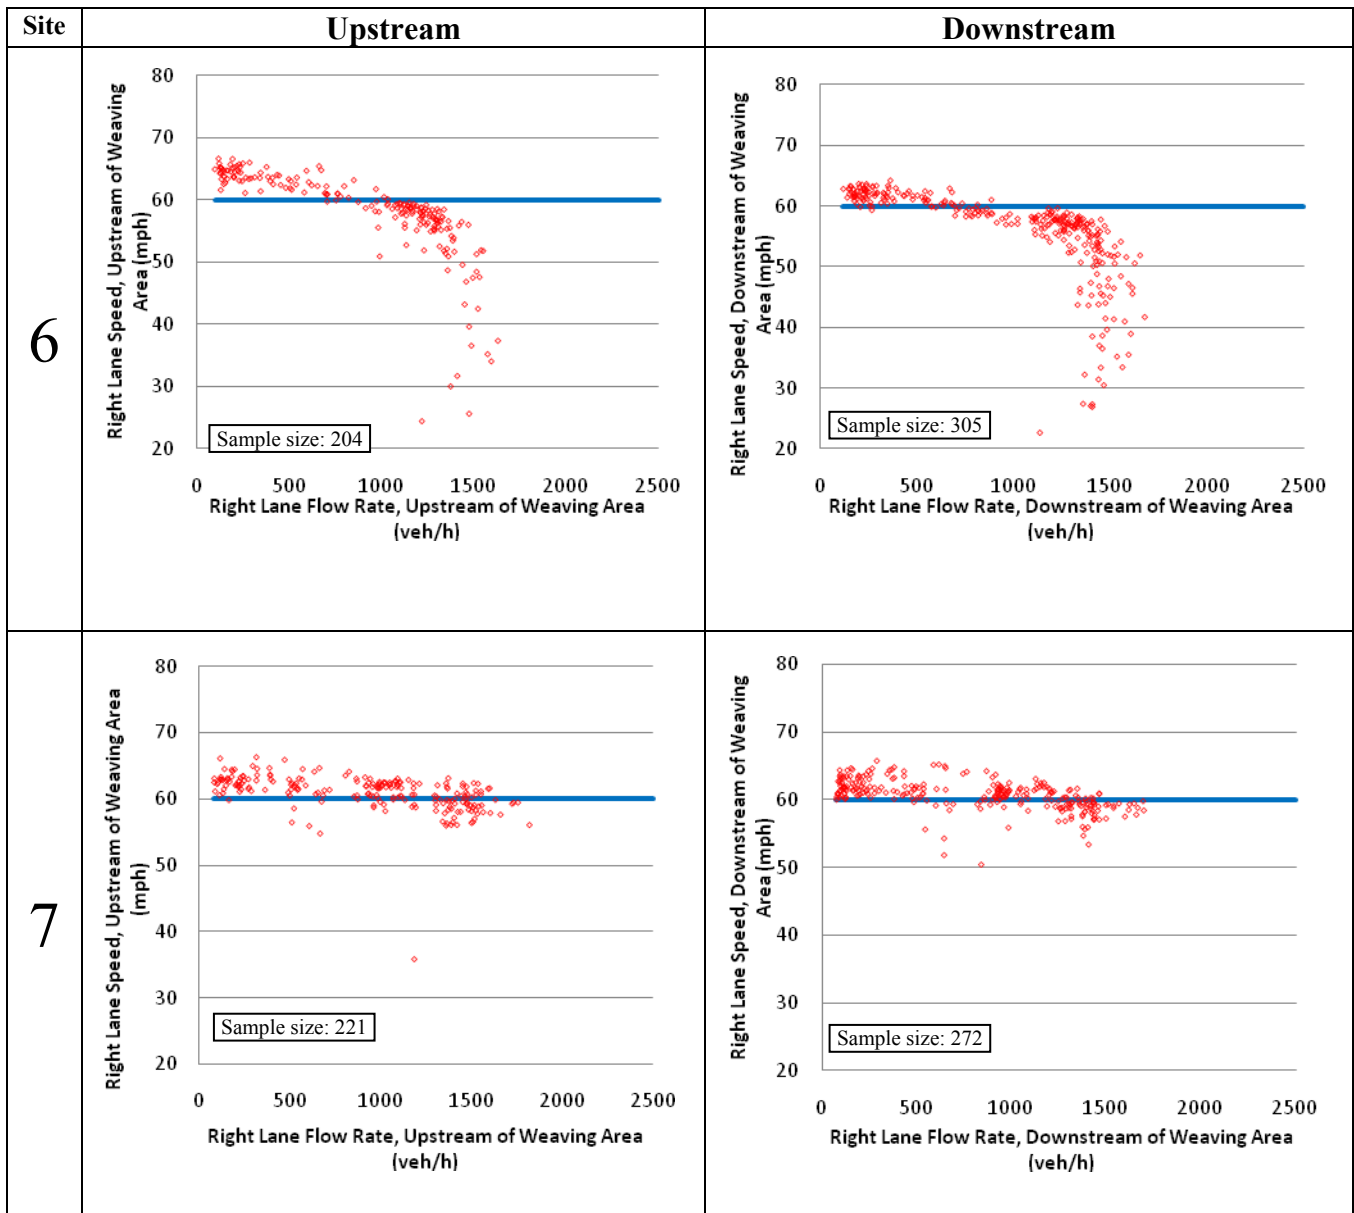 Site Upstream Downstream
6
Right Lane Speed, Upstream of Weaving
Area (mph)
80
70
60
50
40
30
20
Sample size: 204
0 500 1000 1500 2000 2500
Right Lane Flow Rate, Upstream of Weaving Area
(veh/h)
Right Lane Speed, Downstream of Weaving
Area (mph)
80
70
60
50
40
30
20
Sample size: 305
0 500 1000 1500 2000 2500
Right Lane Flow Rate, Downstream of Weaving Area
(veh/h)
7
Right Lane Speed, Upstream of Weaving Area
(mph)
80
70
60
50
40
30
20
Sample size: 221
0 500 1000 1500 2000 2500
Right Lane Flow Rate, Upstream of Weaving Area
(veh/h)
Right Lane Speed, Downstream of Weaving
Area (mph)
80
70
60
50
40
30
20
Sample size: 272
0 500 1000 1500 2000 2500
Right Lane Flow Rate, Downstream of Weaving Area
(veh/h)